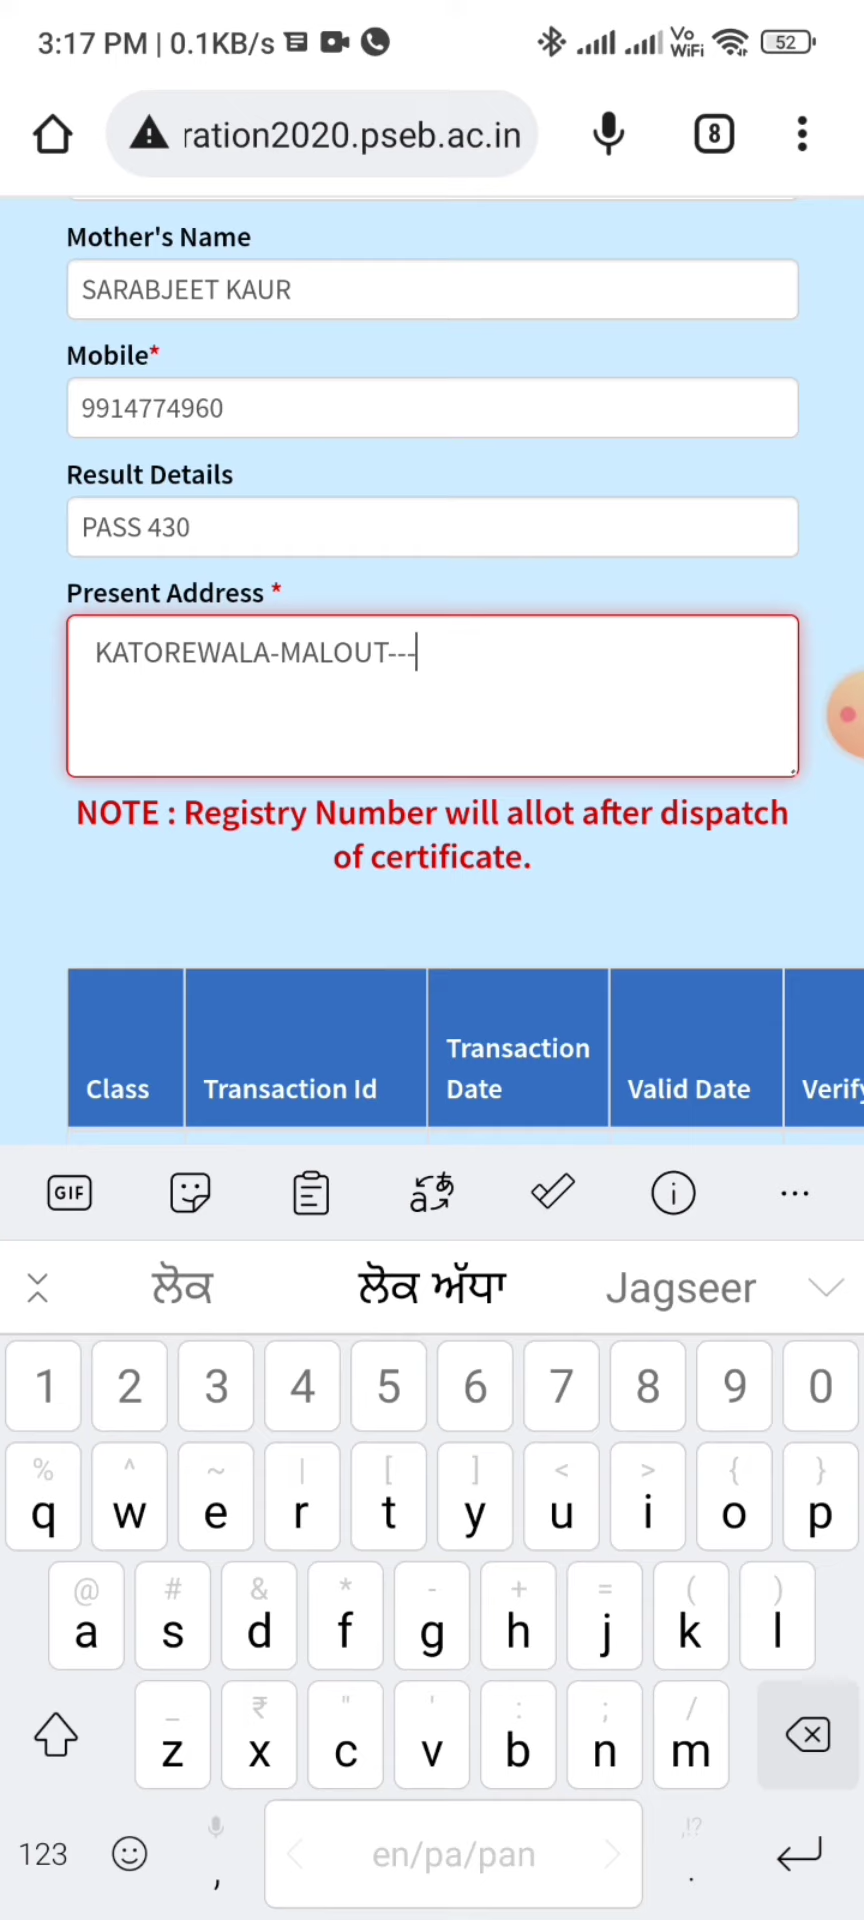 3:17 PM | 0.1KB/s
Vo WiFi
52
ration2020.pseb.ac.in
8
Mother's Name
SARABJEET KAUR
Mobile*
9914774960
Result Details
PASS 430
Present Address *
KATOREWALA-MALOUT---
NOTE : Registry Number will allot after dispatch
of certificate.
Class Transaction Id Transaction Date Valid Date Verify
GIF
ਲੋਕ ਲੋਕ ਅੱਧਾ Jagseer
1 2 3 4 5 6 7 8 9 0
% ^ ~ | [ ] < > { }
q w e r t y u i o p
@ # & * - + = ( )
a s d f g h j k l
_ ₹ " ' : ; /
z x c v b n m
,!?
123 , en/pa/pan .